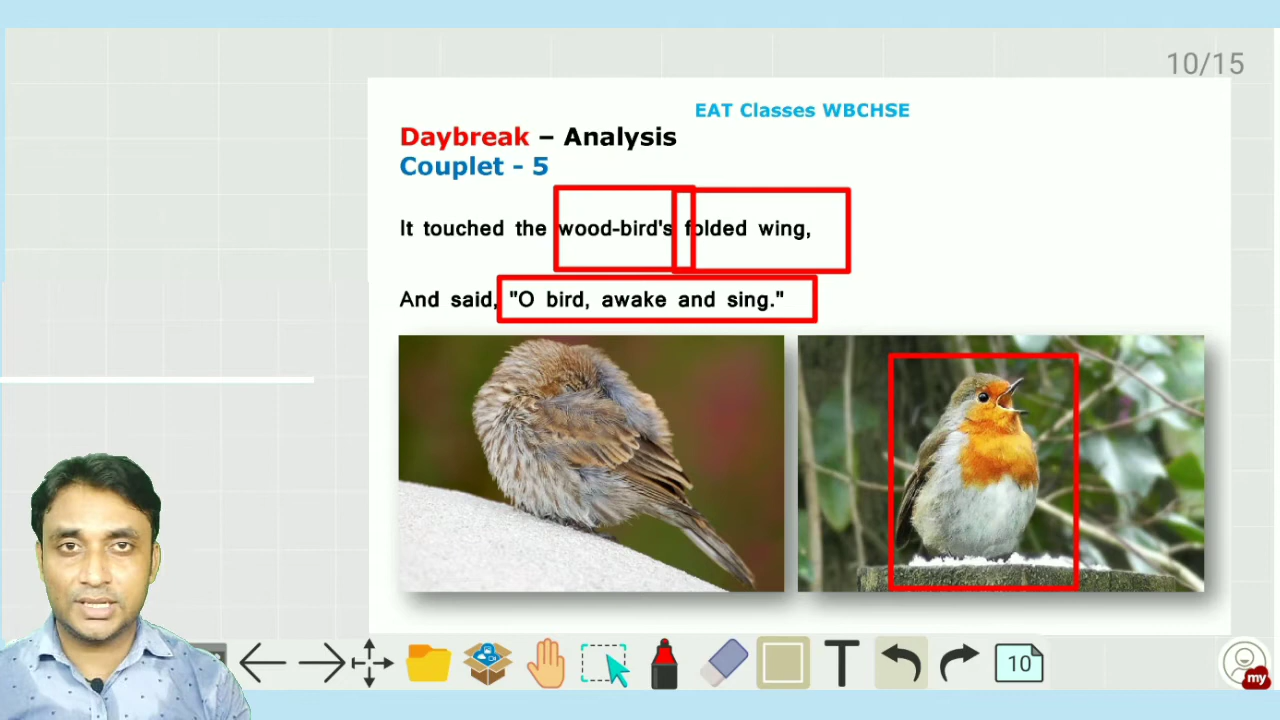 10/15
EAT Classes WBCHSE
Daybreak – Analysis
Couplet - 5
It touched the wood-bird's folded wing,
And said, "O bird, awake and sing."
T
10
my